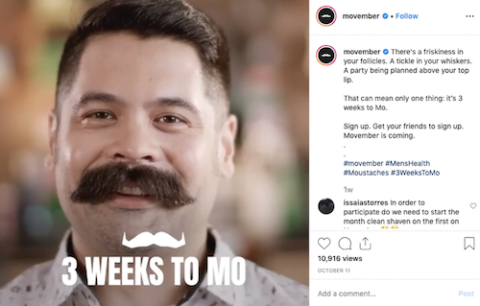 3 WEEKS TO MO
movember • Follow
movember There's a friskiness in
your follicles. A tickle in your whiskers.
A party being planned above your top
lip.
That can mean only one thing: it's 3
weeks to Mo.
Sign up. Get your friends to sign up.
Movember is coming.
.
.
#movember #MensHealth
#Moustaches #3WeeksToMo
1w
issaiastorres In order to
participate do we need to start the
month clean shaven on the first on
10,916 views
OCTOBER 11
Add a comment...
Post